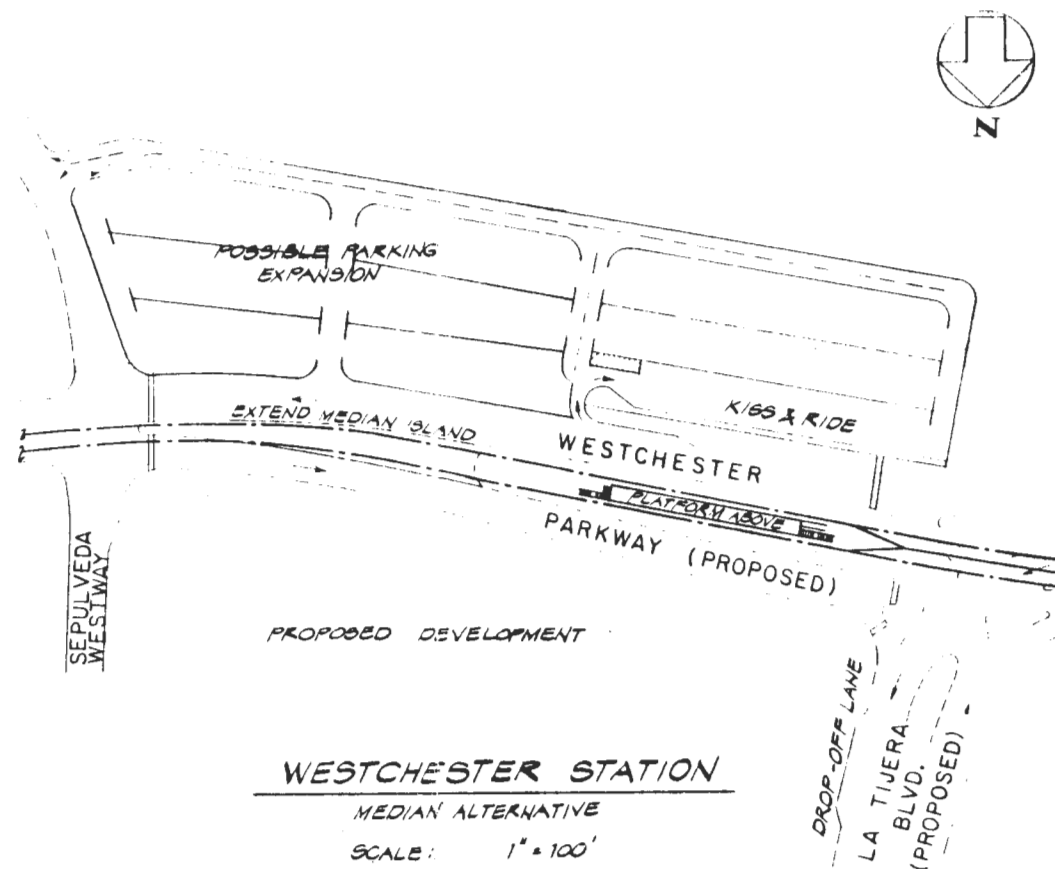 N
POSSIBLE PARKING
EXPANSION
KISS & RIDE
EXTEND MEDIAN ISLAND
WESTCHESTER
PLATFORM ABOVE
PARKWAY (PROPOSED)
SEPULVEDA
WESTWAY
PROPOSED DEVELOPMENT
DROP-OFF LANE
LA TIJERA
BLVD.
(PROPOSED)
WESTCHESTER STATION
MEDIAN ALTERNATIVE
SCALE: 1" = 100'